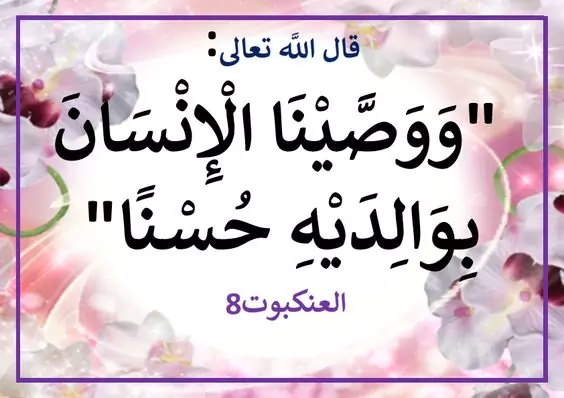 قال الله تعالى:
"وَوَصَّيْنَا الْإِنْسَانَ
بِوَالِدَيْهِ حُسْنًا"
العنكبوت8